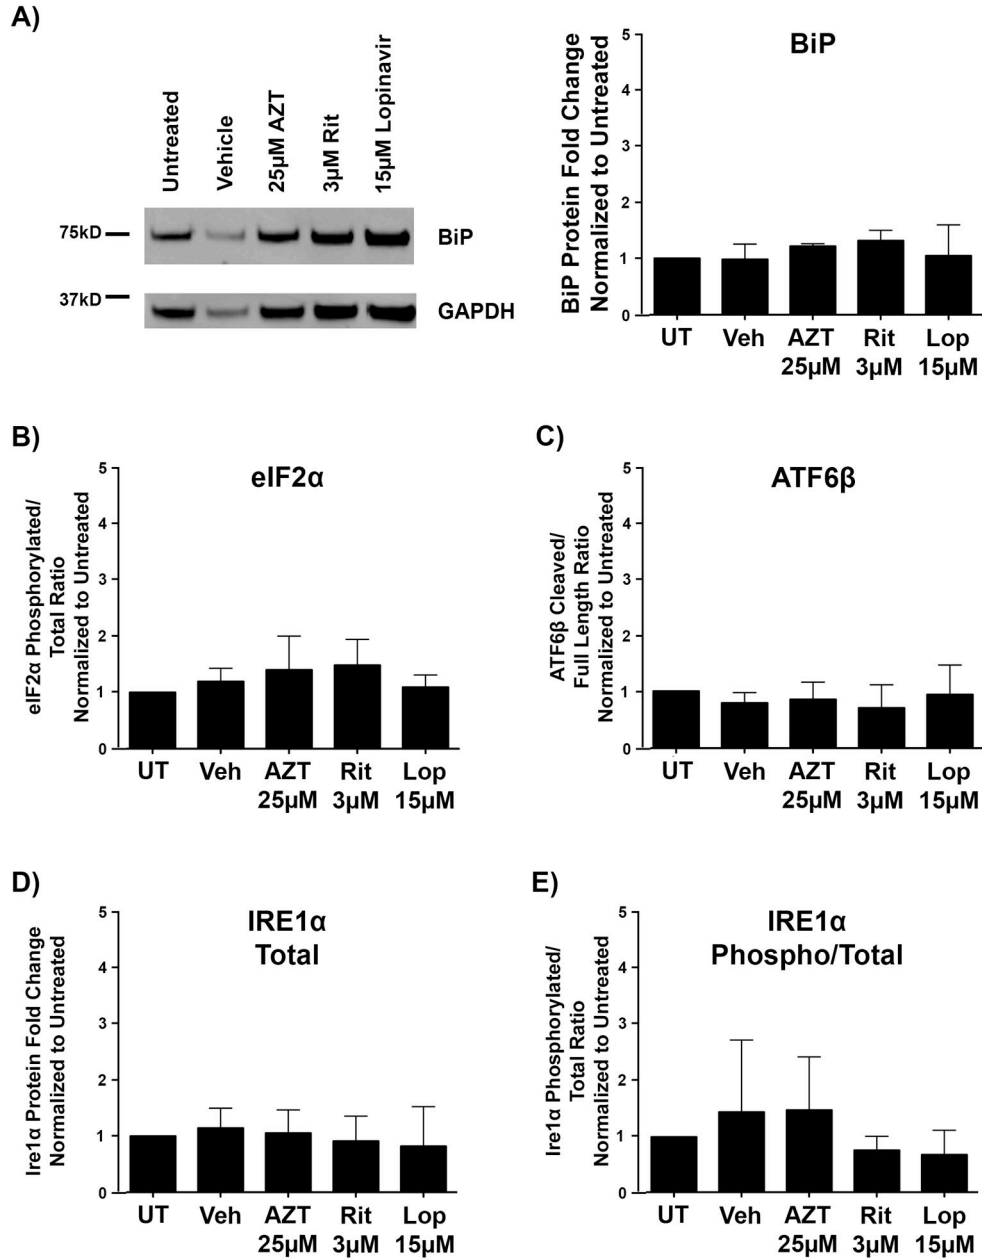 A)
Untreated
Vehicle
25µM AZT
3µM Rit
15µM Lopinavir
75kD
BiP
37kD
GAPDH
BiP
BiP Protein Fold Change
Normalized to Untreated
5
4
3
2
1
0
UT Veh AZT Rit Lop
25µM 3µM 15µM
B)
eIF2α
eIF2α Phosphorylated/
Total Ratio
Normalized to Untreated
5
4
3
2
1
0
UT Veh AZT Rit Lop
25µM 3µM 15µM
C)
ATF6β
ATF6β Cleaved/
Full Length Ratio
Normalized to Untreated
5
4
3
2
1
0
UT Veh AZT Rit Lop
25µM 3µM 15µM
D)
IRE1α
Total
Ire1α Protein Fold Change
Normalized to Untreated
5
4
3
2
1
0
UT Veh AZT Rit Lop
25µM 3µM 15µM
E)
IRE1α
Phospho/Total
Ire1α Phosphorylated/
Total Ratio
Normalized to Untreated
5
4
3
2
1
0
UT Veh AZT Rit Lop
25µM 3µM 15µM